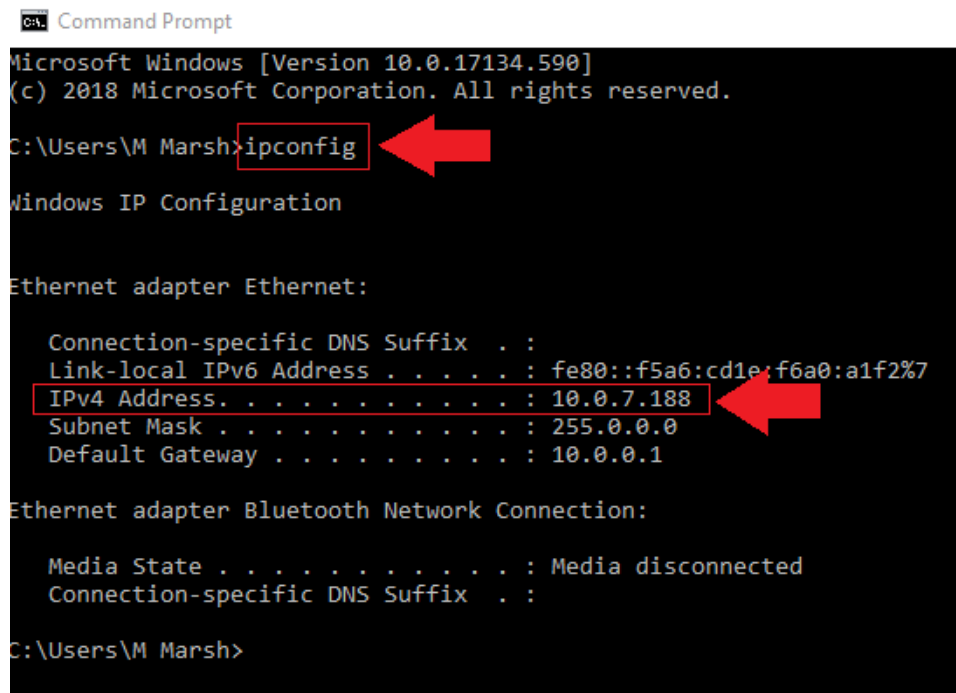 Command Prompt
Microsoft Windows [Version 10.0.17134.590]
(c) 2018 Microsoft Corporation. All rights reserved.
C:\Users\M Marsh>ipconfig
Windows IP Configuration
Ethernet adapter Ethernet:
Connection-specific DNS Suffix  . :
Link-local IPv6 Address . . . . . : fe80::f5a6:cd1e:f6a0:a1f2%7
IPv4 Address. . . . . . . . . . . : 10.0.7.188
Subnet Mask . . . . . . . . . . . : 255.0.0.0
Default Gateway . . . . . . . . . : 10.0.0.1
Ethernet adapter Bluetooth Network Connection:
Media State . . . . . . . . . . . : Media disconnected
Connection-specific DNS Suffix  . :
C:\Users\M Marsh>